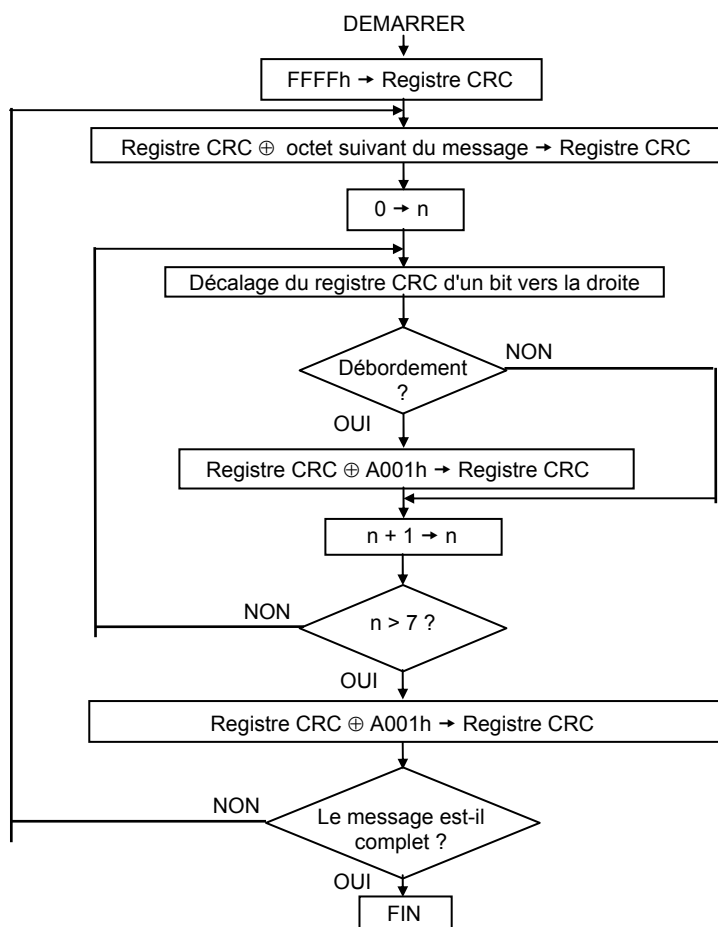 DEMARRER
FFFFh → Registre CRC
Registre CRC ⊕ octet suivant du message → Registre CRC
0 → n
Décalage du registre CRC d'un bit vers la droite
Débordement
?
NON
OUI
Registre CRC ⊕ A001h → Registre CRC
n + 1 → n
n > 7 ?
NON
OUI
Registre CRC ⊕ A001h → Registre CRC
Le message est-il
complet ?
NON
OUI
FIN